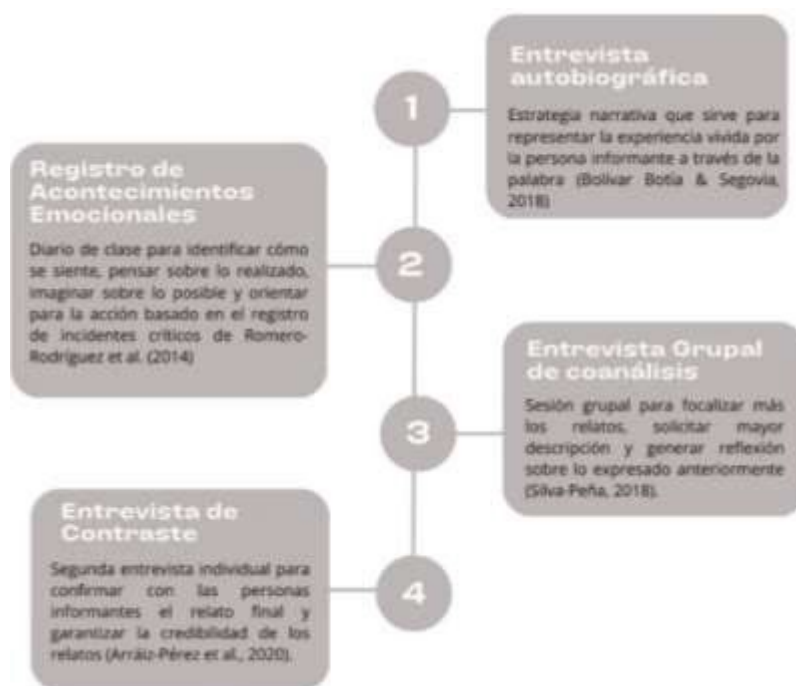 1
Entrevista
autobiográfica
Estrategia narrativa que sirve para
representar la experiencia vivida por
la persona informante a través de la
palabra (Bolívar Botía & Segovia,
2018)
2
Registro de
Acontecimientos
Emocionales
Diario de clase para identificar cómo
se siente, pensar sobre lo realizado,
imaginar sobre lo posible y orientar
para la acción basado en el registro
de incidentes críticos de Romero-
Rodríguez et al. (2014)
3
Entrevista Grupal
de coanálisis
Sesión grupal para focalizar más
los relatos, solicitar mayor
descripción y generar reflexión
sobre lo expresado anteriormente
(Silva-Peña, 2018).
4
Entrevista de
Contraste
Segunda entrevista individual para
confirmar con las personas
informantes el relato final y
garantizar la credibilidad de los
relatos (Arráiz-Pérez et al., 2020).